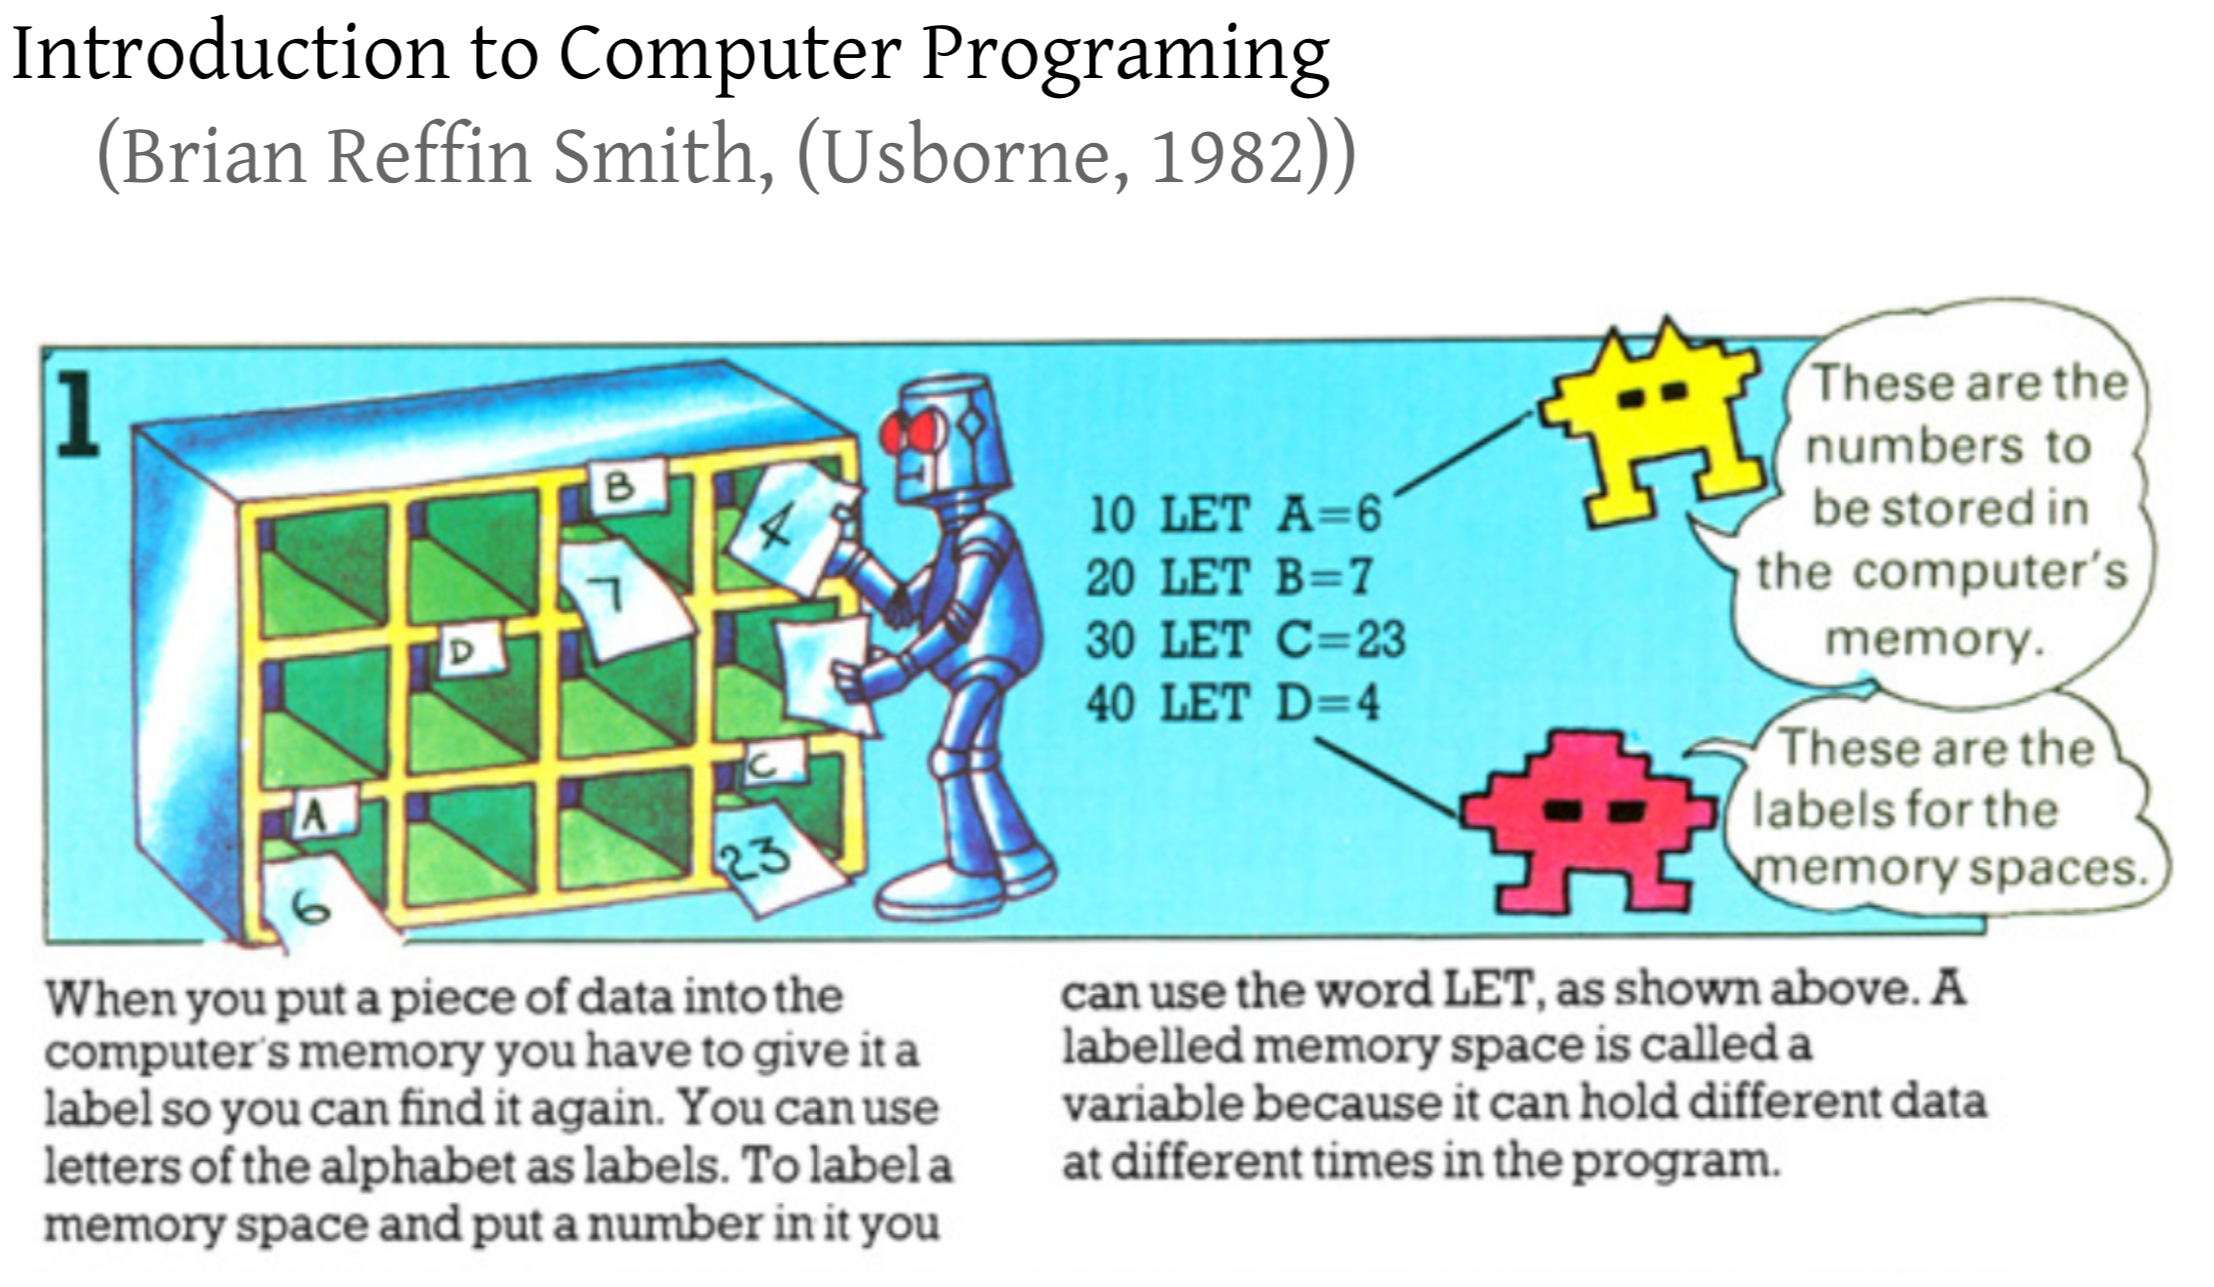 Introduction to Computer Programing
(Brian Reffin Smith, (Usborne, 1982))
1
B
4
7
D
A
C
6
23
10 LET A=6
20 LET B=7
30 LET C=23
40 LET D=4
These are the
numbers to
be stored in
the computer's
memory.
These are the
labels for the
memory spaces.
When you put a piece of data into the
computer's memory you have to give it a
label so you can find it again. You can use
letters of the alphabet as labels. To label a
memory space and put a number in it you
can use the word LET, as shown above. A
labelled memory space is called a
variable because it can hold different data
at different times in the program.